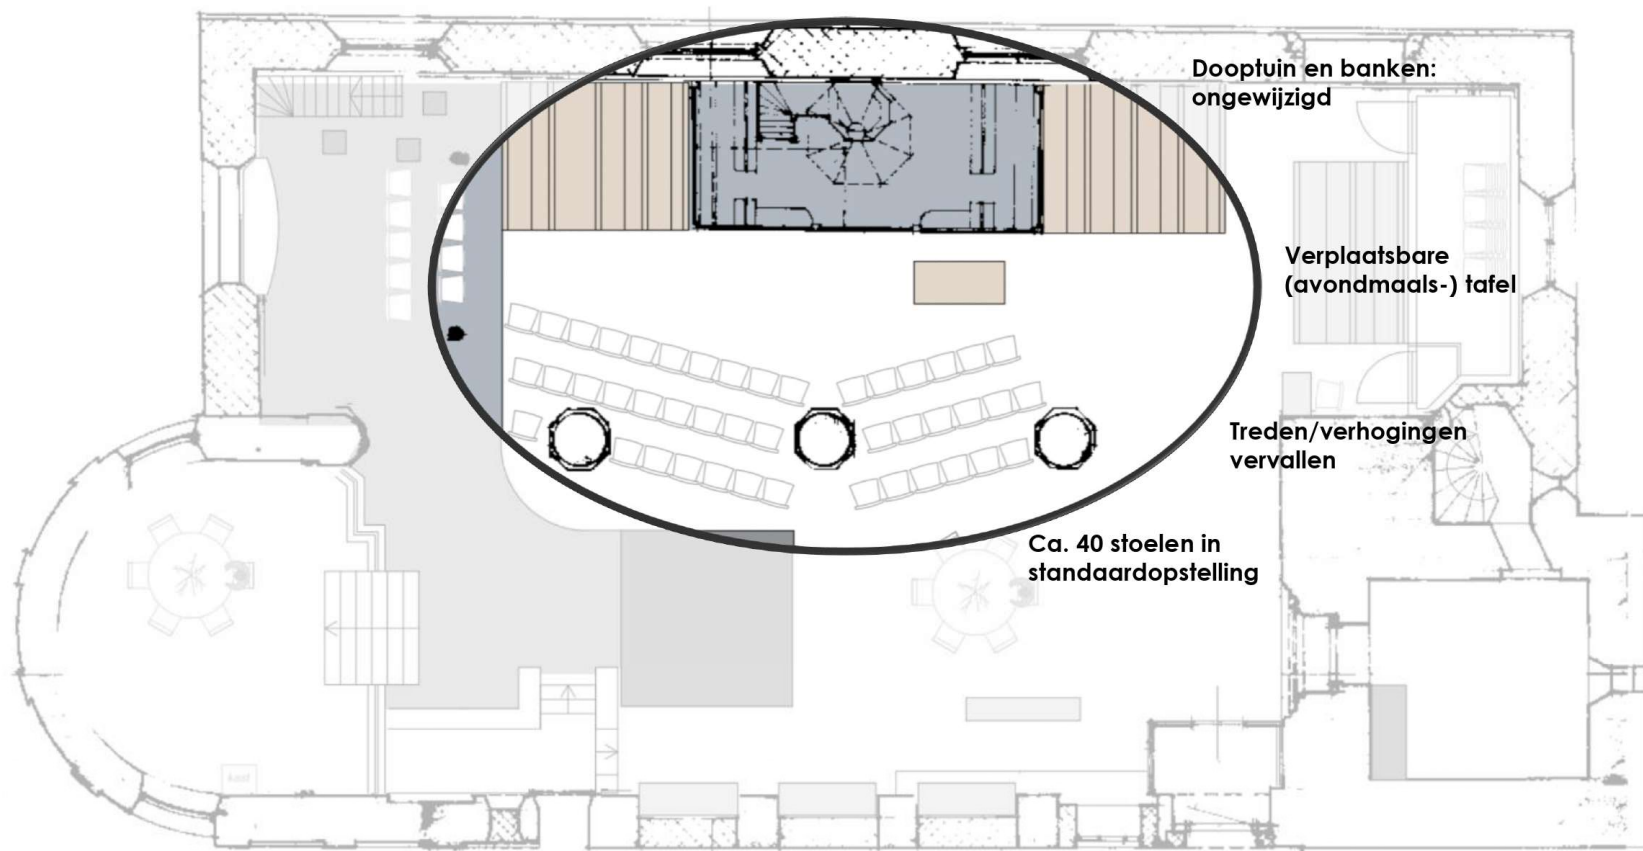 Dooptuin en banken:
ongewijzigd
Verplaatsbare
(avondmaals-) tafel
Treden/verhogingen
vervallen
Ca. 40 stoelen in
standaardopstelling